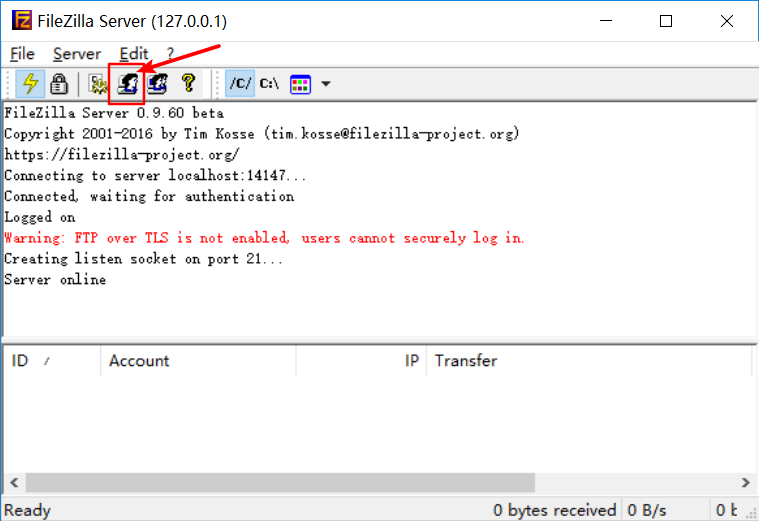 FileZilla Server (127.0.0.1)
File Server Edit ?
/C/ C:\
FileZilla Server 0.9.60 beta
Copyright 2001-2016 by Tim Kosse (tim.kosse@filezilla-project.org)
https://filezilla-project.org/
Connecting to server localhost:14147...
Connected, waiting for authentication
Logged on
Warning: FTP over TLS is not enabled, users cannot securely log in.
Creating listen socket on port 21...
Server online
ID / Account IP Transfer
Ready 0 bytes received 0 B/s 0 b